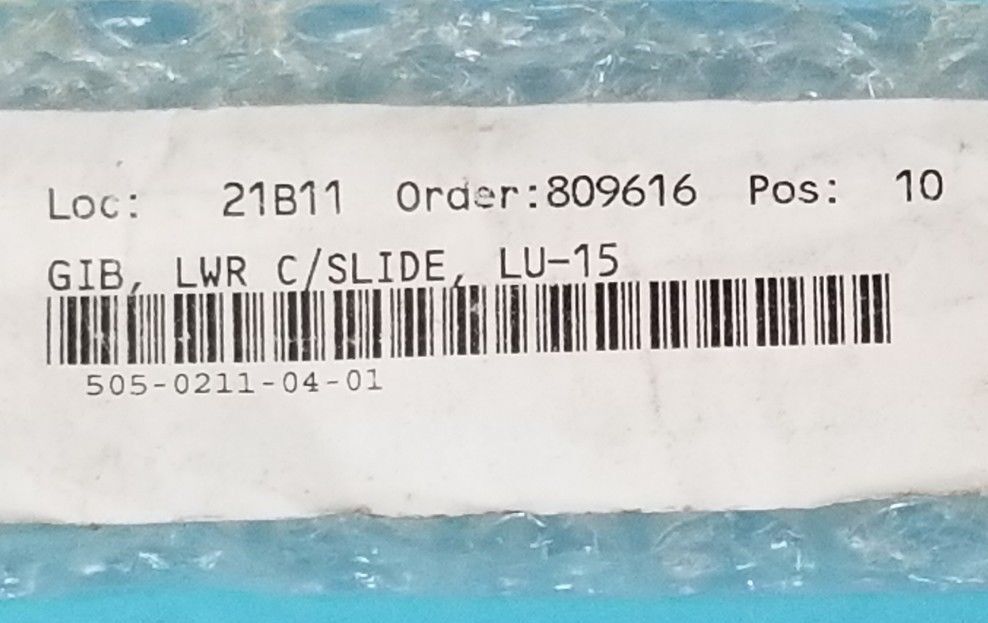 Loc: 21B11 Order:809616 Pos: 10
GIB, LWR C/SLIDE, LU-15
505-0211-04-01